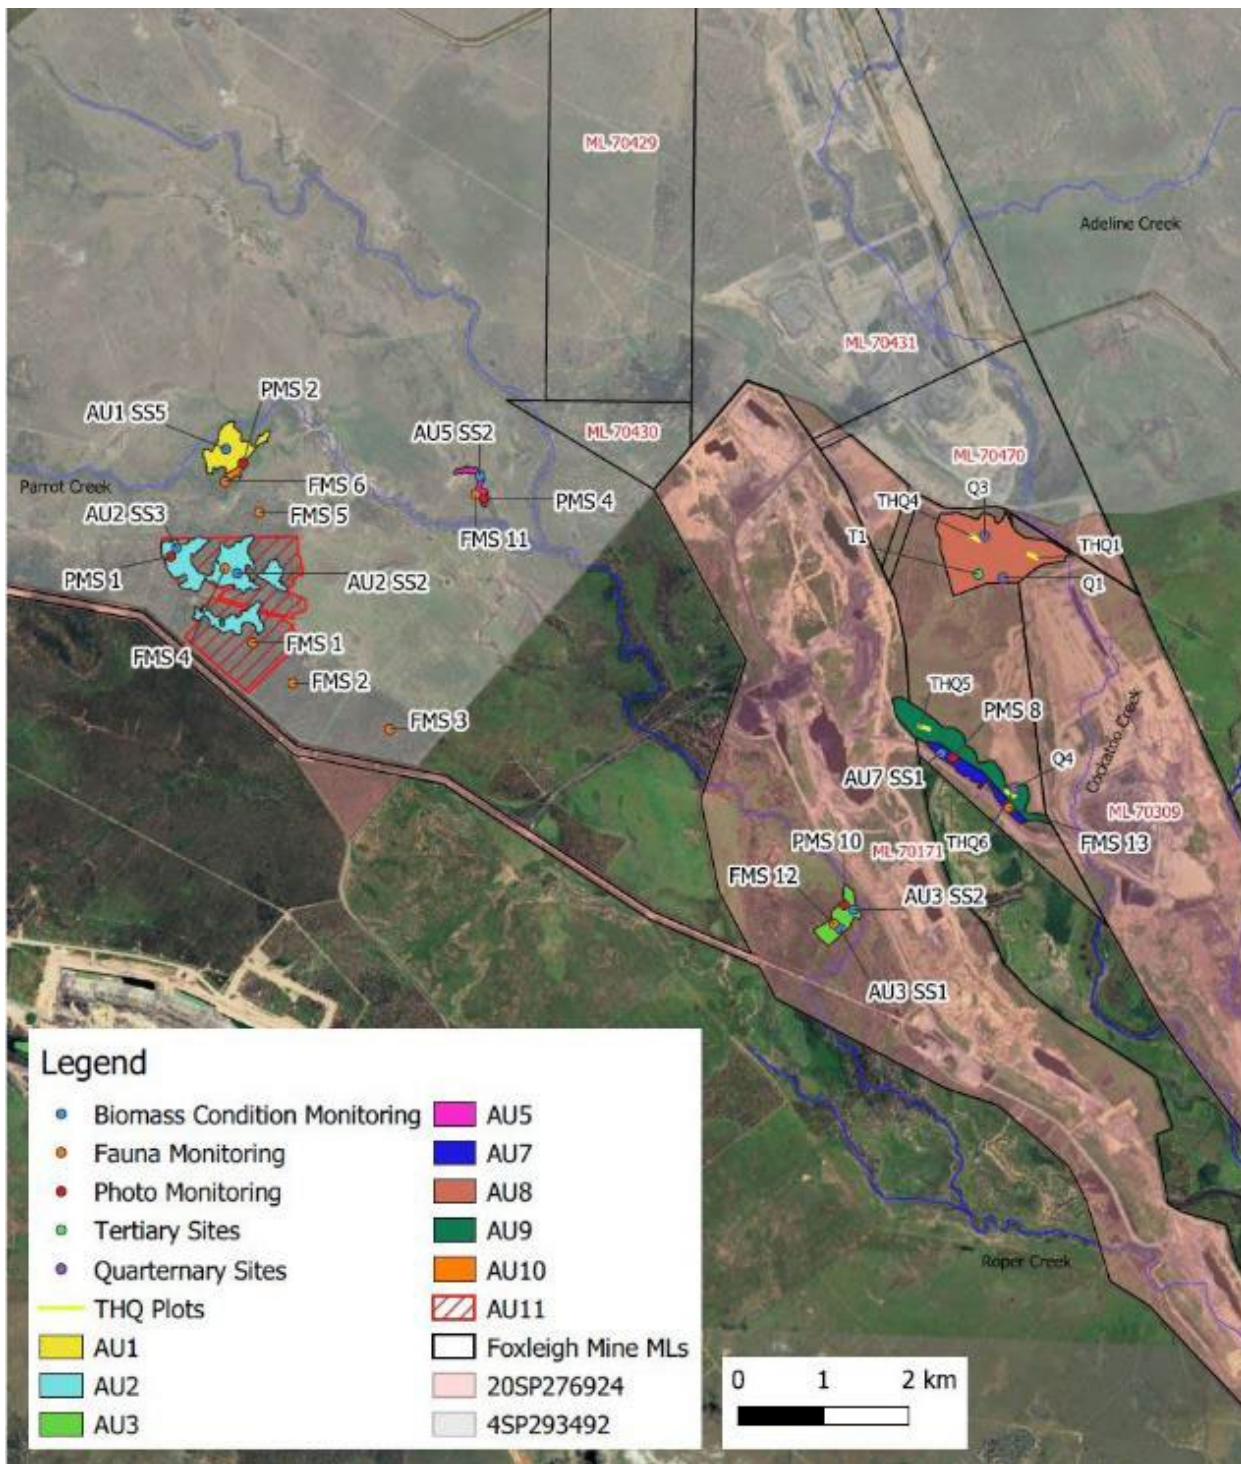 ML 70429
Adeline Creek
ML 70431
PMS 2
AU1 SS5
AU5 SS2
ML 70430
ML 70470
Q3
Parrot Creek
FMS 6
THQ4
PMS 4
FMS 5
AU2 SS3
T1
THQ1
FMS 11
PMS 1
AU2 SS2
Q1
FMS 1
FMS 4
FMS 2
THQ5
PMS 8
FMS 3
Cockatoo Creek
AU7 SS1
Q4
ML 70309
PMS 10
ML 70171
THQ6
FMS 13
FMS 12
AU3 SS2
AU3 SS1
Roper Creek
Legend
Biomass Condition Monitoring
Fauna Monitoring
Photo Monitoring
Tertiary Sites
Quarternary Sites
THQ Plots
AU1
AU2
AU3
AU5
AU7
AU8
AU9
AU10
AU11
Foxleigh Mine MLs
20SP276924
4SP293492
0 1 2 km